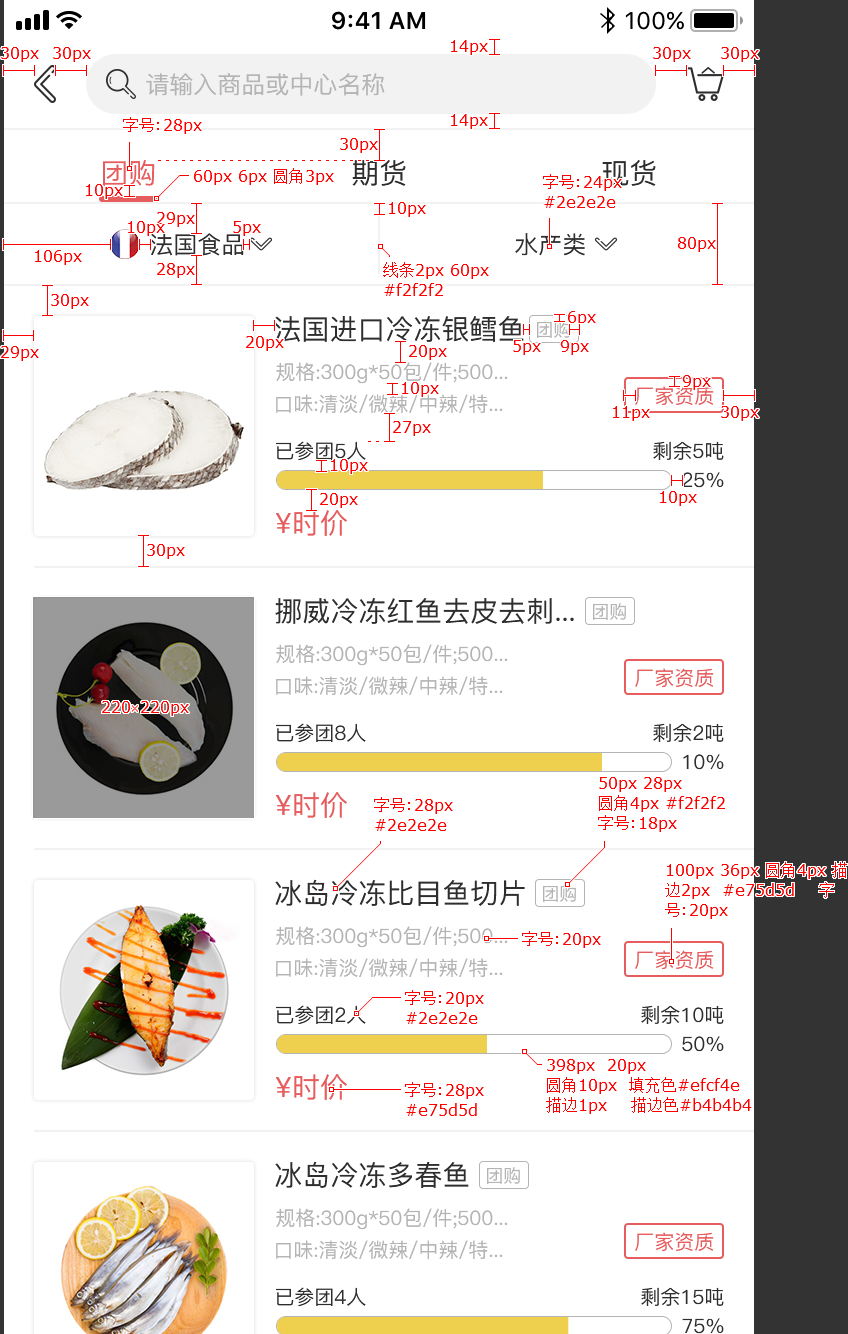 9:41 AM 100%
30px 30px 14px 30px 30px
请输入商品或中心名称
14px
字号:28px
30px
团购 期货 现货
60px 6px 圆角3px
10px
字号:24px
#2e2e2e
29px 10px 5px 10px
法国食品 水产类
106px 28px 80px
线条2px 60px
#f2f2f2
30px
29px 20px
法国进口冷冻银鳕鱼 团购
6px
5px 9px
20px
规格:300g*50包/件;500...
10px
口味:清淡/微辣/中辣/特...
厂家资质
9px
11px 30px
27px
已参团5人 剩余5吨
10px
25%
20px 10px
¥时价
30px
挪威冷冻红鱼去皮去刺... 团购
规格:300g*50包/件;500...
口味:清淡/微辣/中辣/特...
厂家资质
220×220px
已参团8人 剩余2吨
10%
¥时价
字号:28px
#2e2e2e
50px 28px
圆角4px #f2f2f2
字号:18px
冰岛冷冻比目鱼切片 团购
100px 36px 圆角4px 描
边2px #e75d5d 字
号:20px
规格:300g*50包/件;500...
字号:20px
口味:清淡/微辣/中辣/特...
厂家资质
字号:20px
#2e2e2e
已参团2人 剩余10吨
50%
398px 20px
圆角10px 填充色#efcf4e
描边1px 描边色#b4b4b4
¥时价
字号:28px
#e75d5d
冰岛冷冻多春鱼 团购
规格:300g*50包/件;500...
口味:清淡/微辣/中辣/特...
厂家资质
已参团4人 剩余15吨
75%